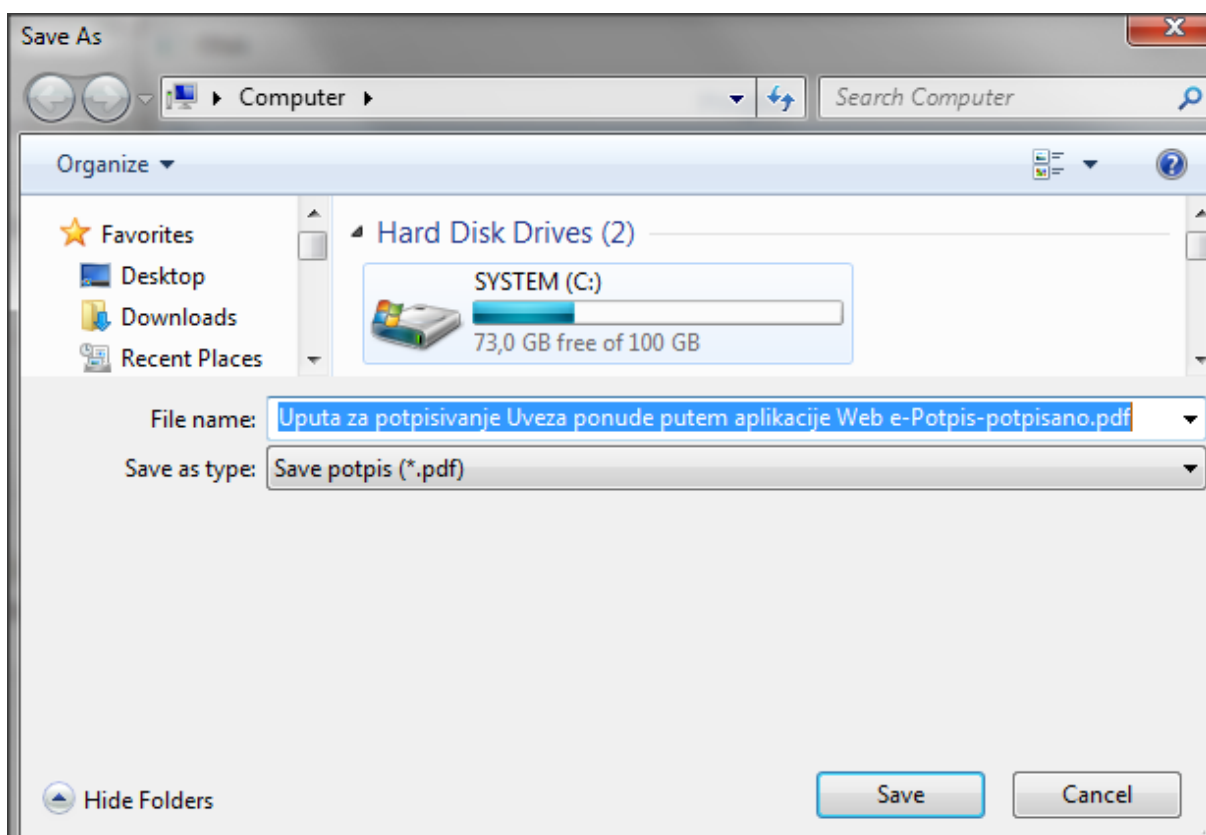 Save As
Computer
Search Computer
Organize
Favorites
Desktop
Downloads
Recent Places
Hard Disk Drives (2)
SYSTEM (C:)
73,0 GB free of 100 GB
File name: Uputa za potpisivanje Uveza ponude putem aplikacije Web e-Potpis-potpisano.pdf
Save as type: Save potpis (*.pdf)
Hide Folders
Save
Cancel